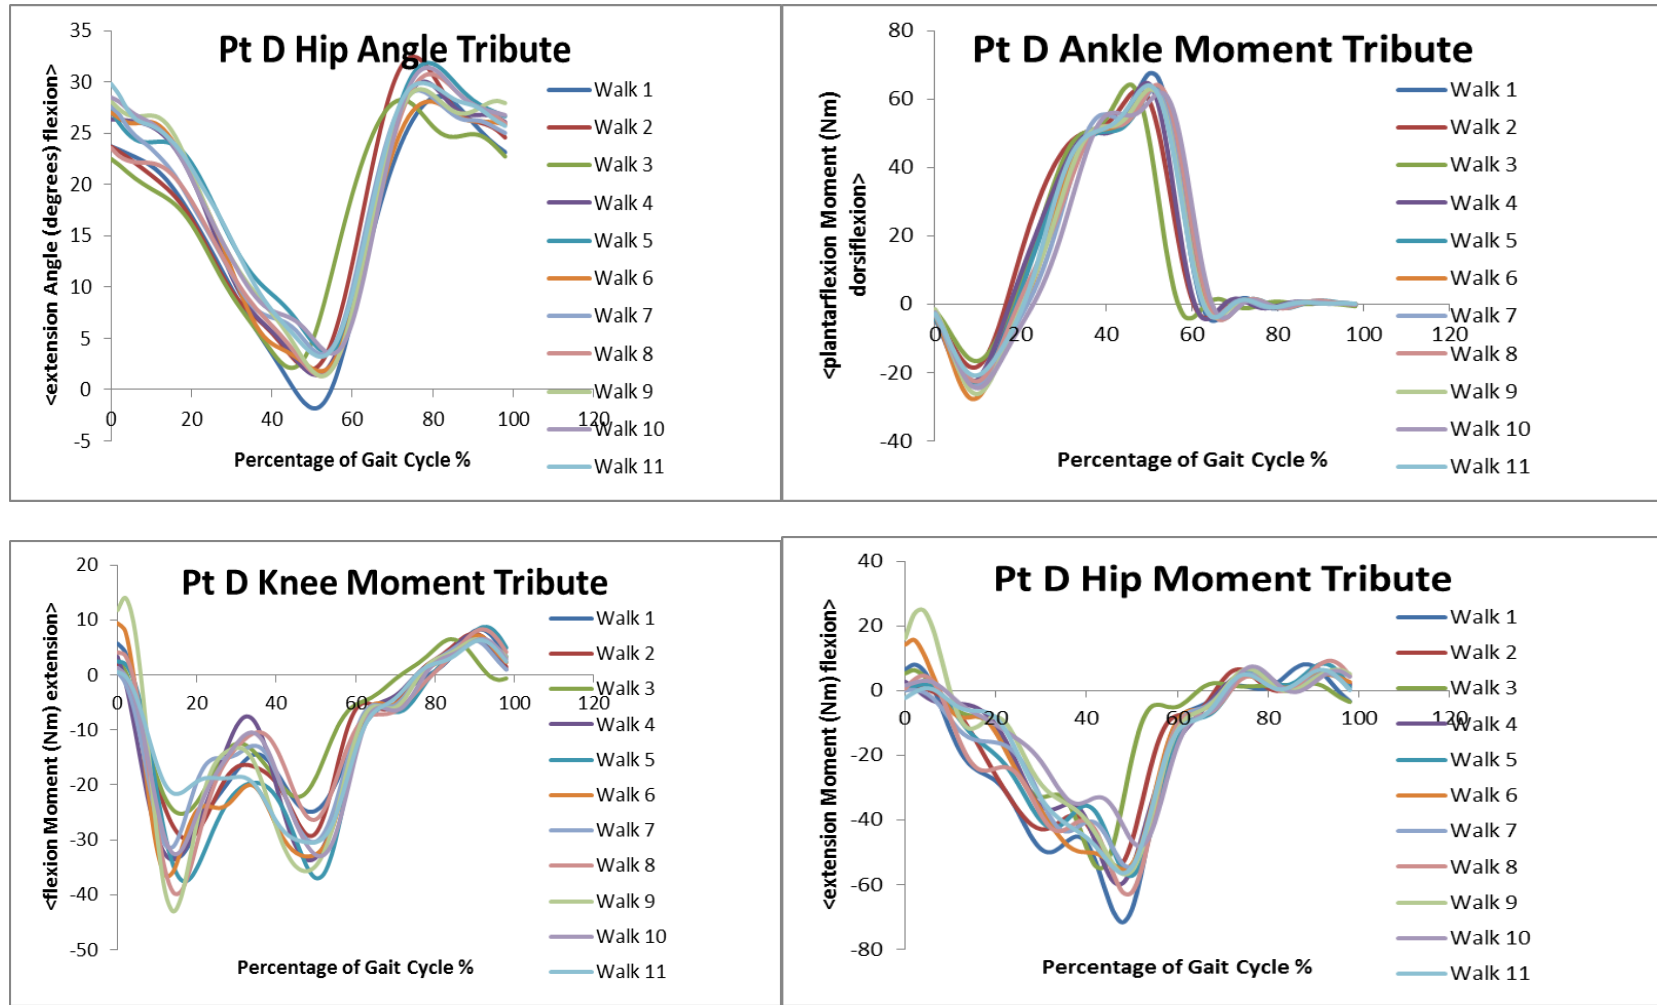 Pt D Hip Angle Tribute
<extension Angle (degrees) flexion>
35
30
25
20
15
10
5
0
-5
0 20 40 60 80 100 120
Percentage of Gait Cycle %
Walk 1
Walk 2
Walk 3
Walk 4
Walk 5
Walk 6
Walk 7
Walk 8
Walk 9
Walk 10
Walk 11
Pt D Ankle Moment Tribute
<plantarflexion Moment (Nm)
dorsiflexion>
80
60
40
20
0
-20
-40
0 20 40 60 80 100 120
Percentage of Gait Cycle %
Walk 1
Walk 2
Walk 3
Walk 4
Walk 5
Walk 6
Walk 7
Walk 8
Walk 9
Walk 10
Walk 11
Pt D Knee Moment Tribute
<flexion Moment (Nm) extension>
20
10
0
-10
-20
-30
-40
-50
0 20 40 60 80 100 120
Percentage of Gait Cycle %
Walk 1
Walk 2
Walk 3
Walk 4
Walk 5
Walk 6
Walk 7
Walk 8
Walk 9
Walk 10
Walk 11
Pt D Hip Moment Tribute
<extension Moment (Nm) flexion>
40
20
0
-20
-40
-60
-80
0 20 40 60 80 100 120
Percentage of Gait Cycle %
Walk 1
Walk 2
Walk 3
Walk 4
Walk 5
Walk 6
Walk 7
Walk 8
Walk 9
Walk 10
Walk 11